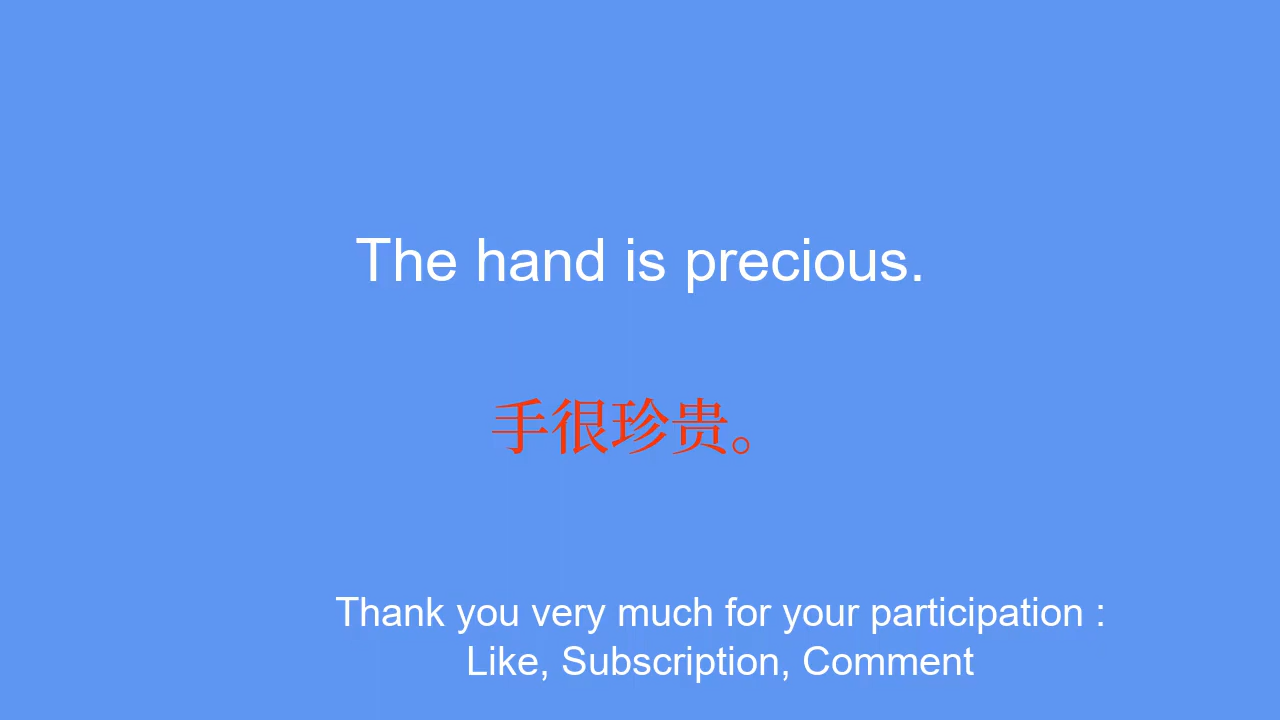 The hand is precious.
手很珍贵。
Thank you very much for your participation :
Like, Subscription, Comment